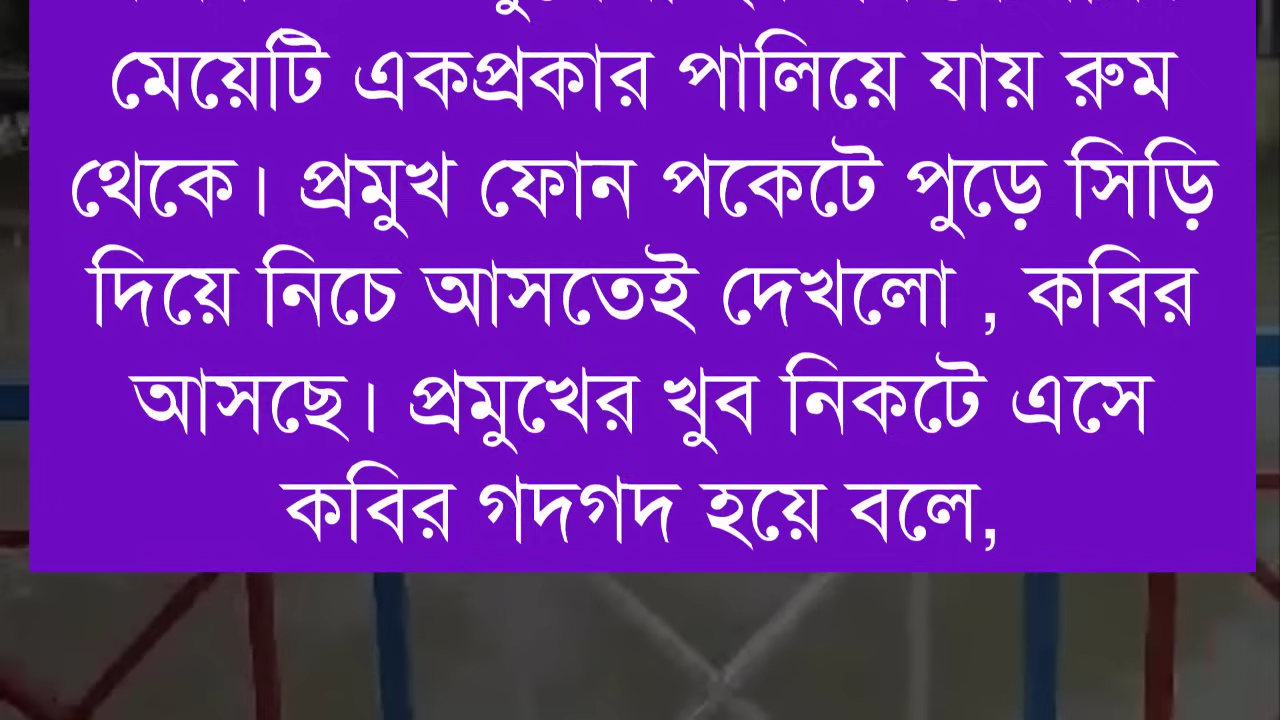 মেয়েটি একপ্রকার পালিয়ে যায় রুম
থেকে। প্রমুখ ফোন পকেটে পুড়ে সিড়ি
দিয়ে নিচে আসতেই দেখলো , কবির
আসছে। প্রমুখের খুব নিকটে এসে
কবির গদগদ হয়ে বলে,